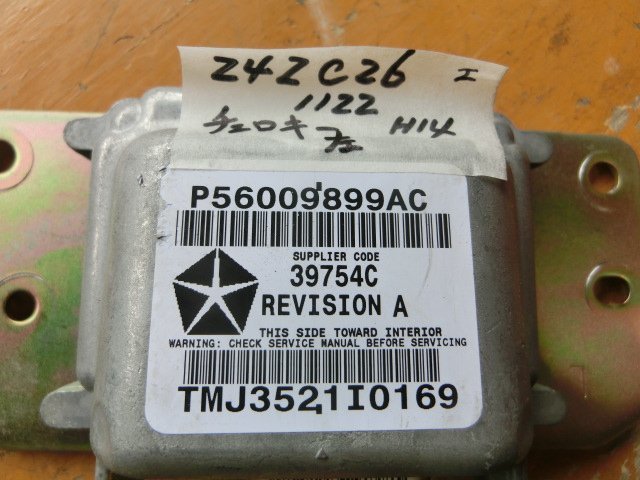 242C26 エ
1122
チェロキー H14
P56009899AC
SUPPLIER CODE
39754C
REVISION A
THIS SIDE TOWARD INTERIOR
WARNING: CHECK SERVICE MANUAL BEFORE SERVICING
TMJ3521I0169